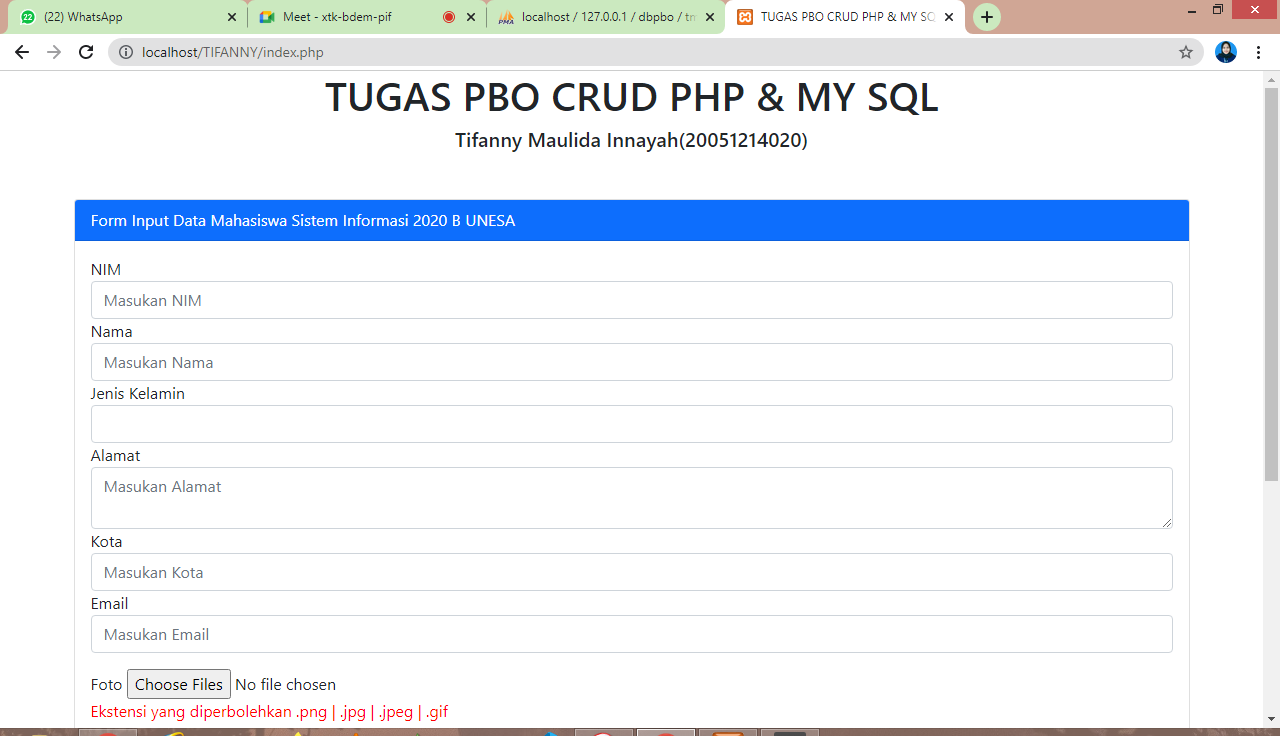 22 (22) WhatsApp
Meet - xtk-bdem-pif
PMA localhost / 127.0.0.1 / dbpbo /
TUGAS PBO CRUD PHP & MY SQ
localhost/TIFANNY/index.php
TUGAS PBO CRUD PHP & MY SQL
Tifanny Maulida Innayah(20051214020)
Form Input Data Mahasiswa Sistem Informasi 2020 B UNESA
NIM
Masukan NIM
Nama
Masukan Nama
Jenis Kelamin
Alamat
Masukan Alamat
Kota
Masukan Kota
Email
Masukan Email
Foto Choose Files No file chosen
Ekstensi yang diperbolehkan .png | .jpg | .jpeg | .gif